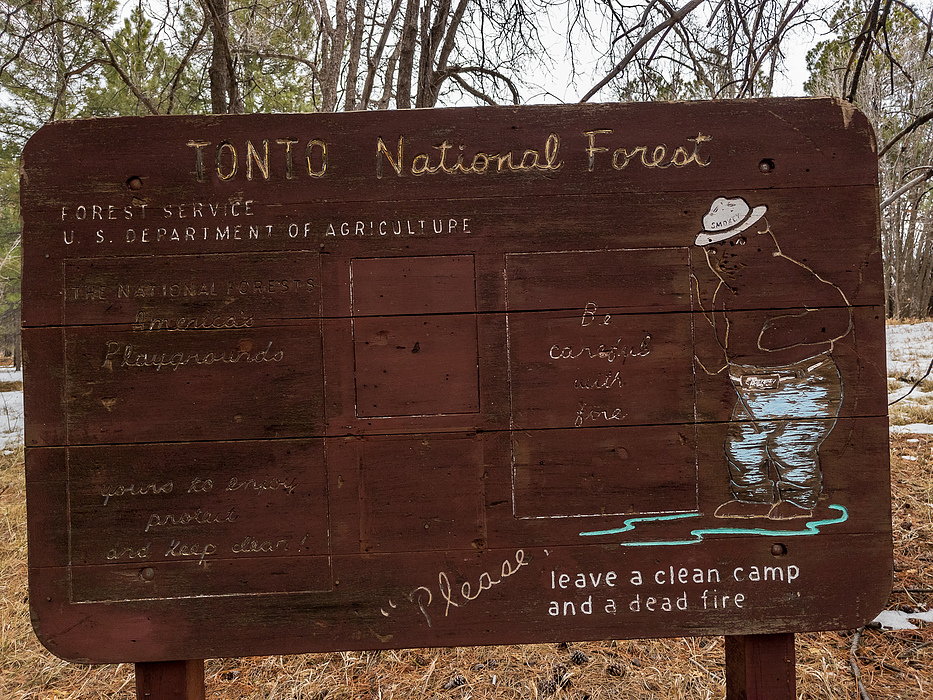 TONTO National Forest
FOREST SERVICE
U. S. DEPARTMENT OF AGRICULTURE
SMOKEY
THE NATIONAL FORESTS
America's
Playgrounds
yours to enjoy
protect
and keep clean!
Be
careful
with
fire
"Please"
leave a clean camp
and a dead fire